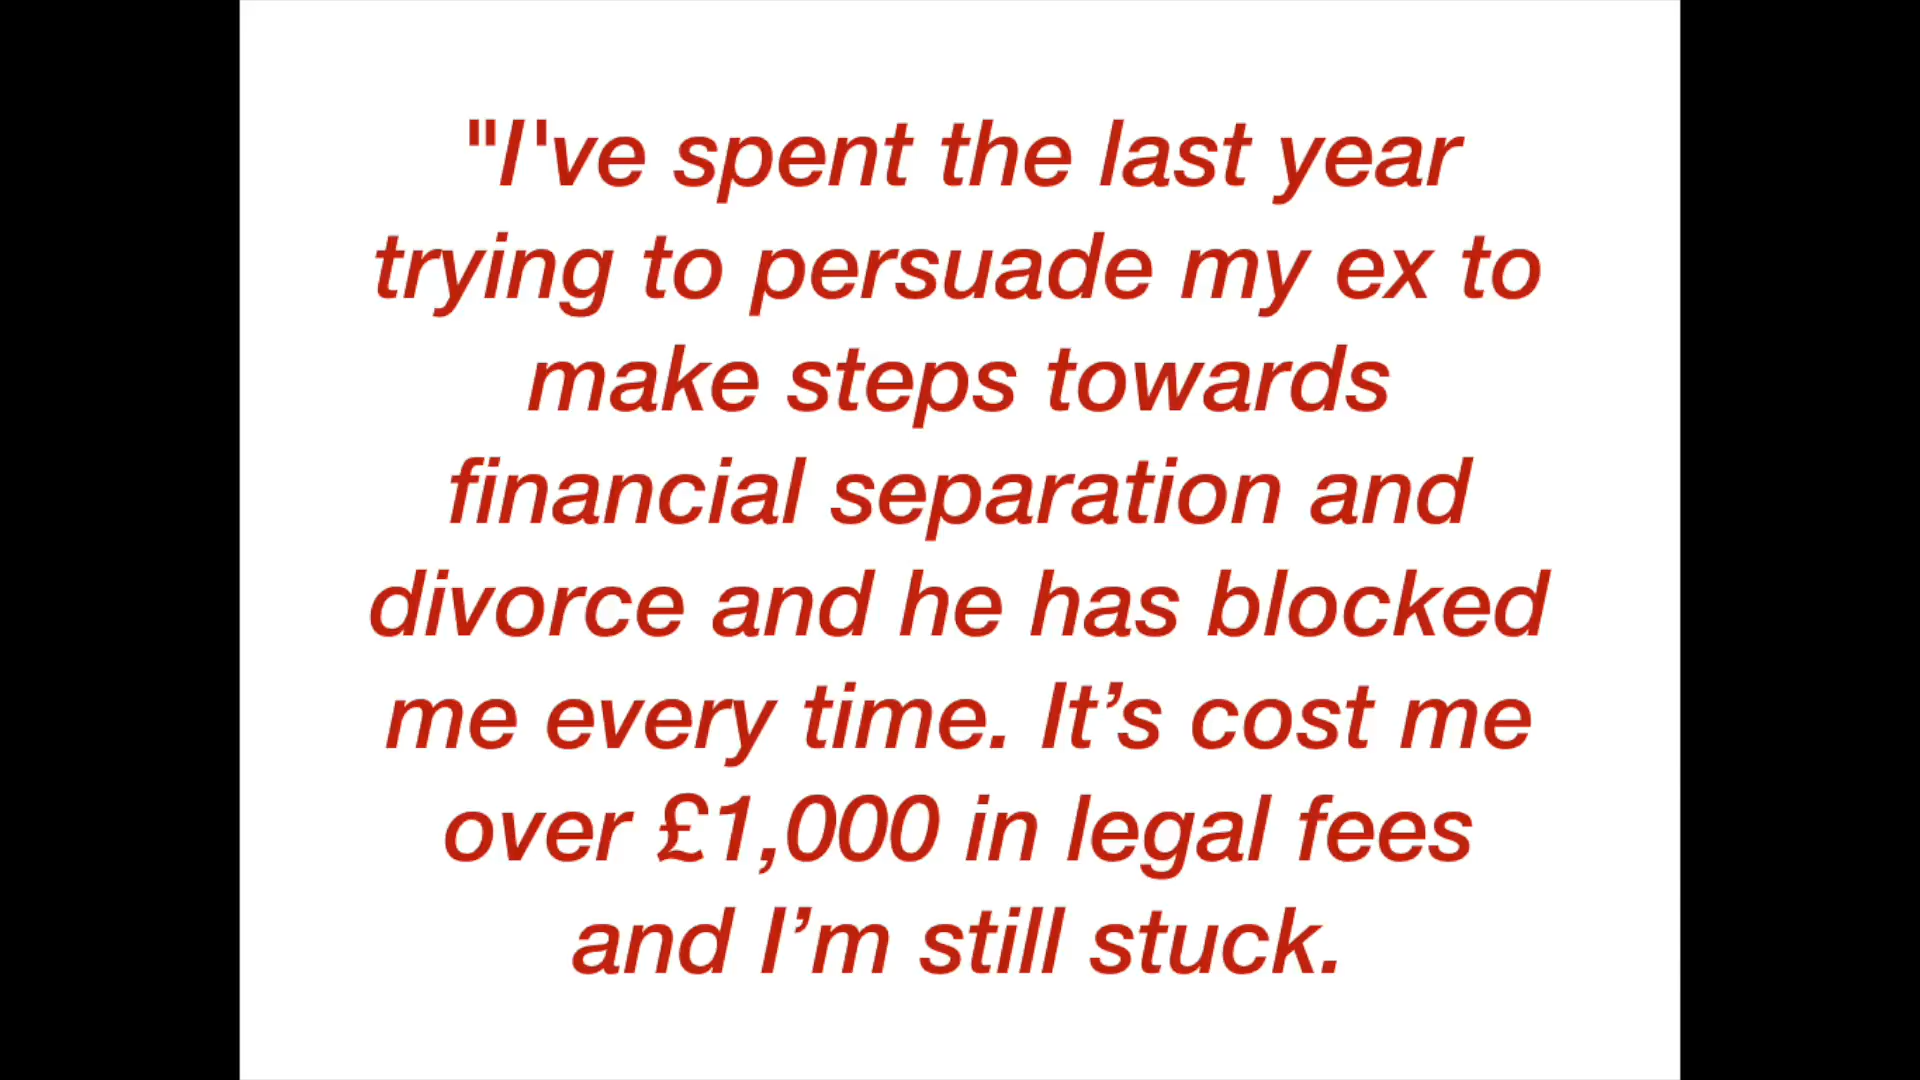 "I've spent the last year
trying to persuade my ex to
make steps towards
financial separation and
divorce and he has blocked
me every time. It’s cost me
over £1,000 in legal fees
and I’m still stuck.